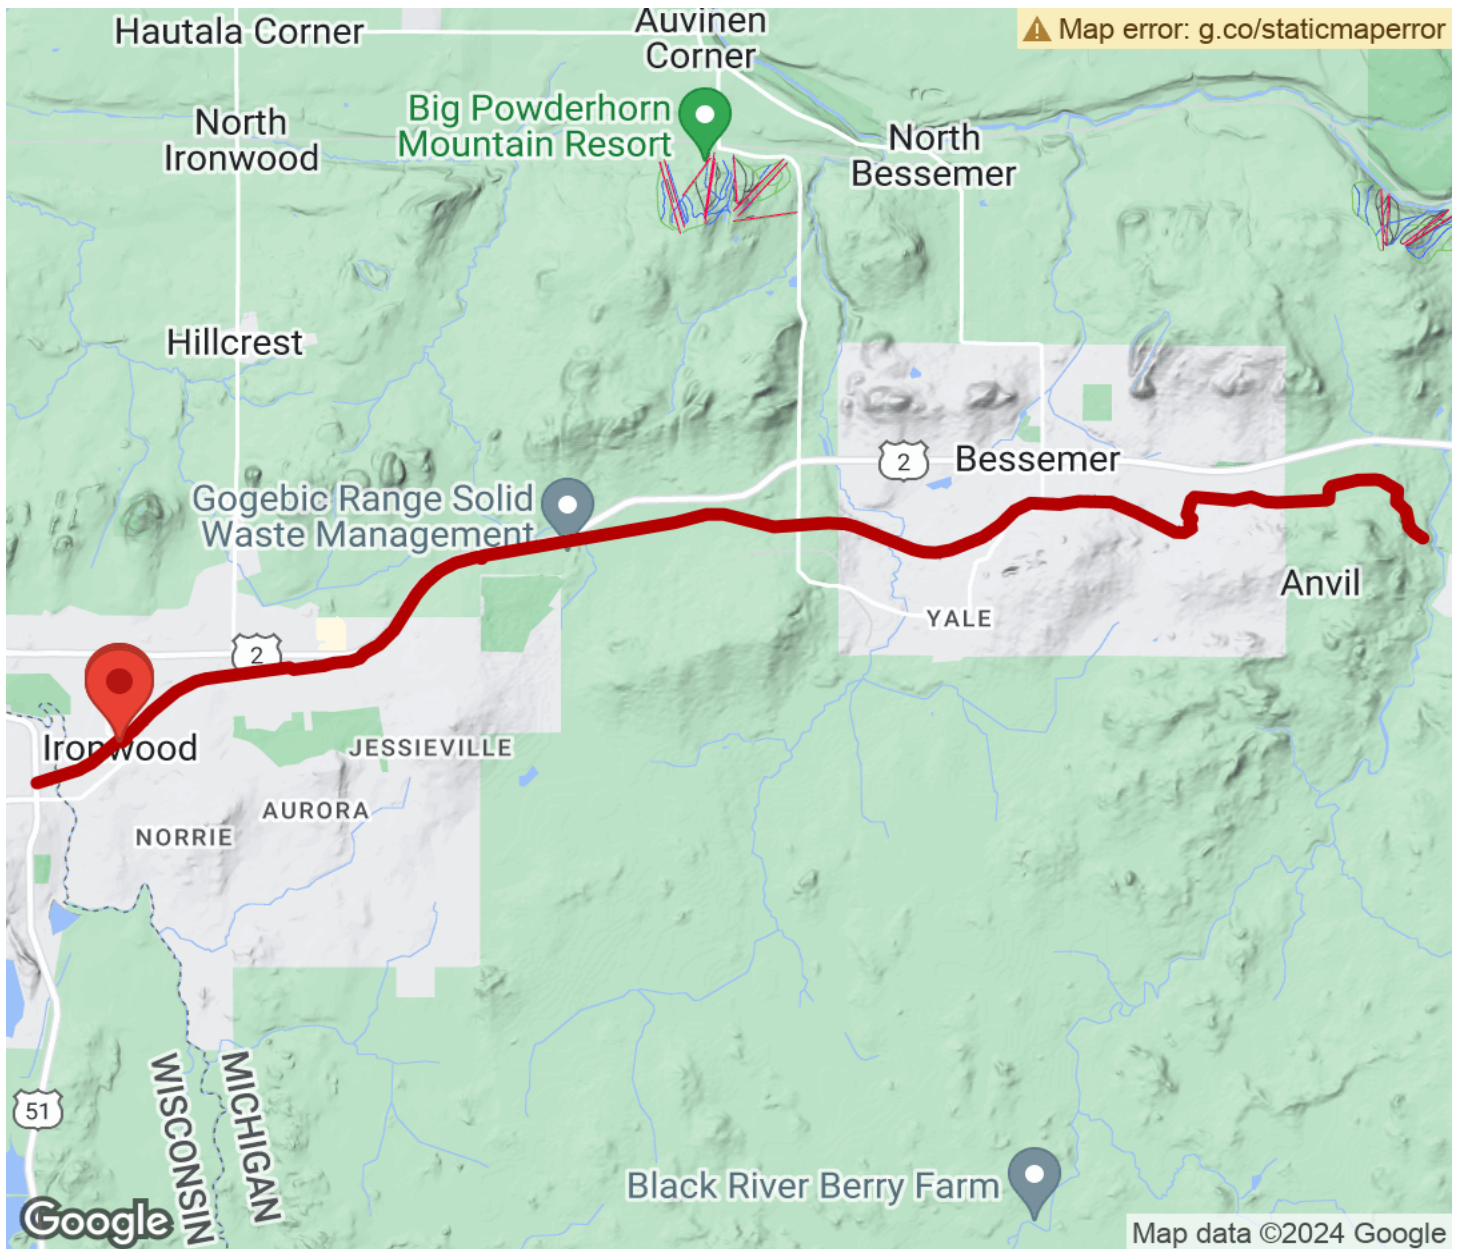 Hautala Corner
Auvinen
Corner
Map error: g.co/staticmaperror
Big Powderhorn
Mountain Resort
North
Ironwood
North
Bessemer
Hillcrest
2
Bessemer
Gogebic Range Solid
Waste Management
Anvil
YALE
2
Ironwood
JESSIEVILLE
AURORA
NORRIE
51
WISCONSIN
MICHIGAN
Black River Berry Farm
Google
Map data ©2024 Google